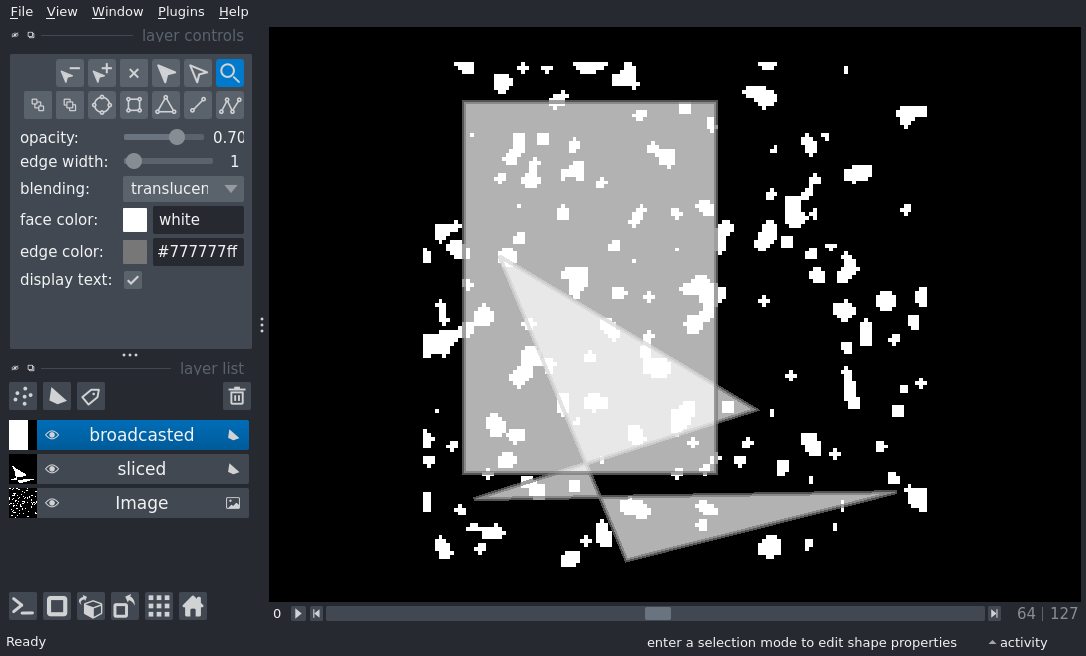 File View Window Plugins Help
layer controls
opacity: 0.70
edge width: 1
blending: translucen
face color: white
edge color: #777777ff
display text:
layer list
broadcasted
sliced
Image
0 64 | 127
Ready enter a selection mode to edit shape properties activity